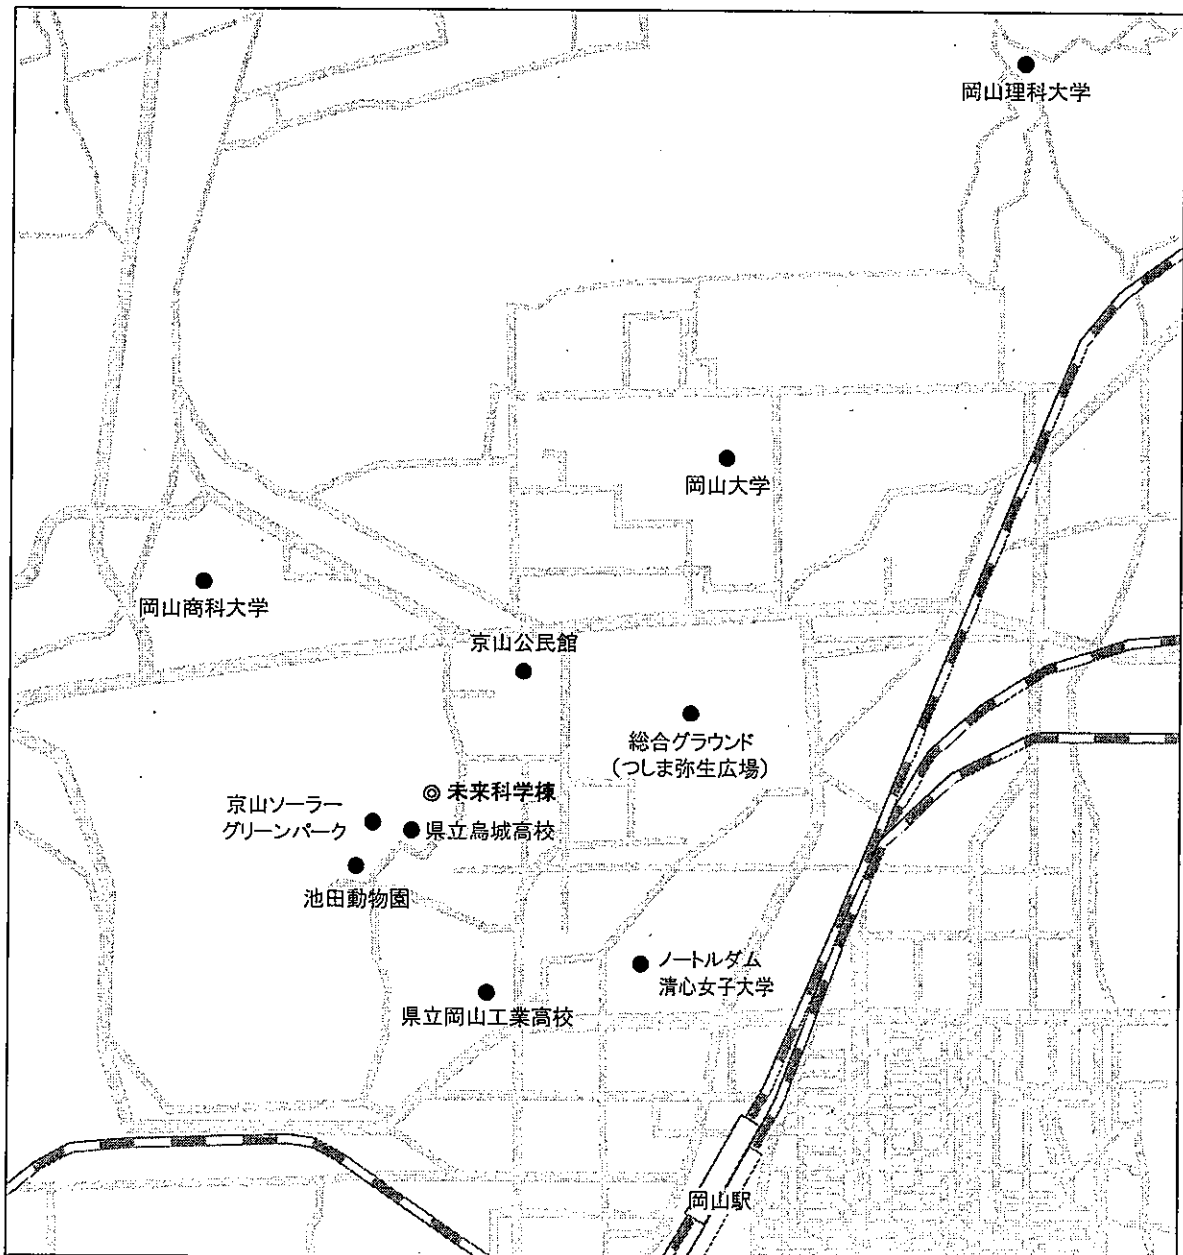 岡山理科大学
岡山大学
岡山商科大学
京山公民館
総合グラウンド
（つしま弥生広場）
◎ 未来科学棟
京山ソーラー
グリーンパーク
県立烏城高校
池田動物園
ノートルダム
清心女子大学
県立岡山工業高校
岡山駅